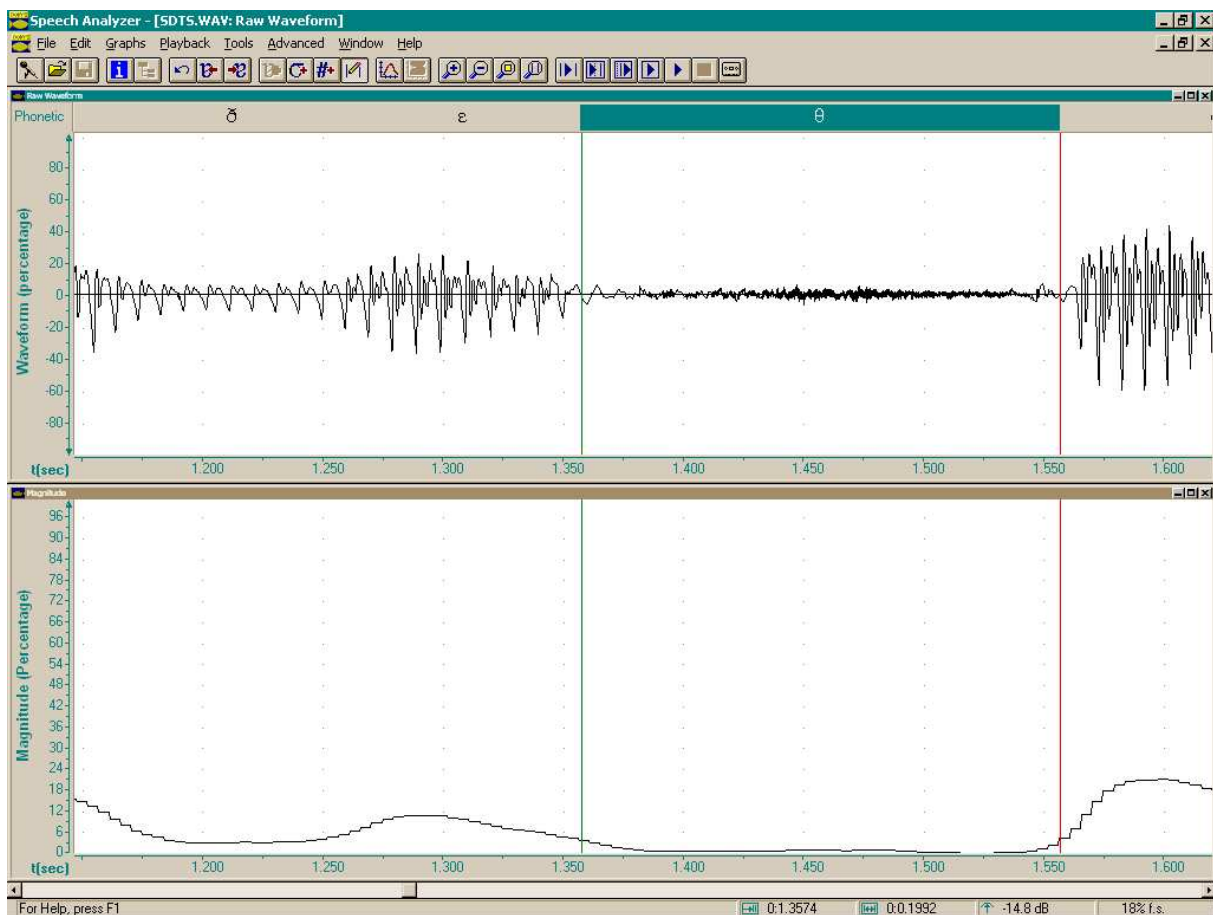 Speech Analyzer - [SDTS.WAV: Raw Waveform]
File Edit Graphs Playback Tools Advanced Window Help
Raw Waveform
Phonetic ð ɛ θ
Waveform (percentage)
80
60
40
20
0
-20
-40
-60
-80
t(sec) 1.200 1.250 1.300 1.350 1.400 1.450 1.500 1.550 1.600
Magnitude
Magnitude (Percentage)
96
90
84
78
72
66
60
54
48
42
36
30
24
18
12
6
0
t(sec) 1.200 1.250 1.300 1.350 1.400 1.450 1.500 1.550 1.600
For Help, press F1 0:1.3574 0:0.1992 -14.8 dB 18% f.s.